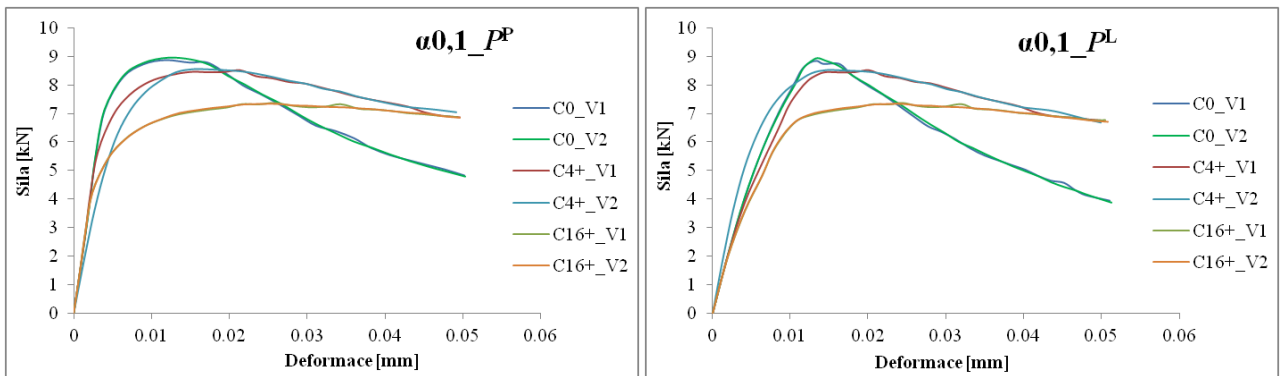 α0,1_Pᴾ
10
9
8
7
6
5
4
3
2
1
0
Síla [kN]
0 0.01 0.02 0.03 0.04 0.05 0.06
Deformace [mm]
C0_V1
C0_V2
C4+_V1
C4+_V2
C16+_V1
C16+_V2
α0,1_Pᴸ
10
9
8
7
6
5
4
3
2
1
0
Síla [kN]
0 0.01 0.02 0.03 0.04 0.05 0.06
Deformace [mm]
C0_V1
C0_V2
C4+_V1
C4+_V2
C16+_V1
C16+_V2